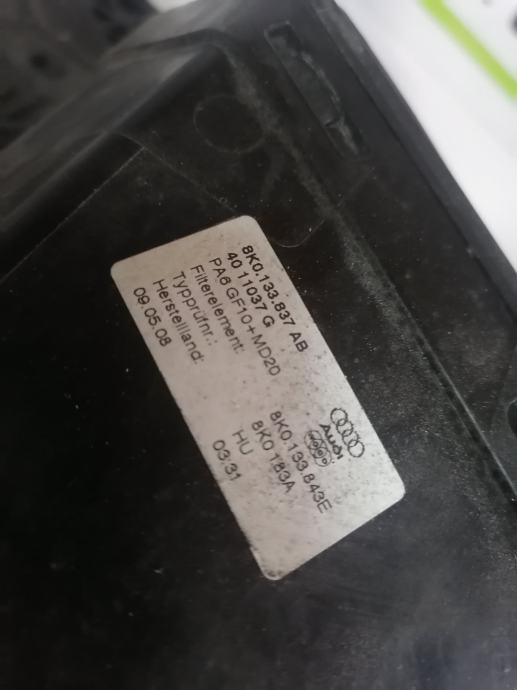 8K0.133.837 AB
40 11037 G
PA6 GF10+MD20
Filterelement: 8K0.133.843E
Typprüfnr.: 8K0 183A
Herstelland: HU
09.05.08 03:31
Audi